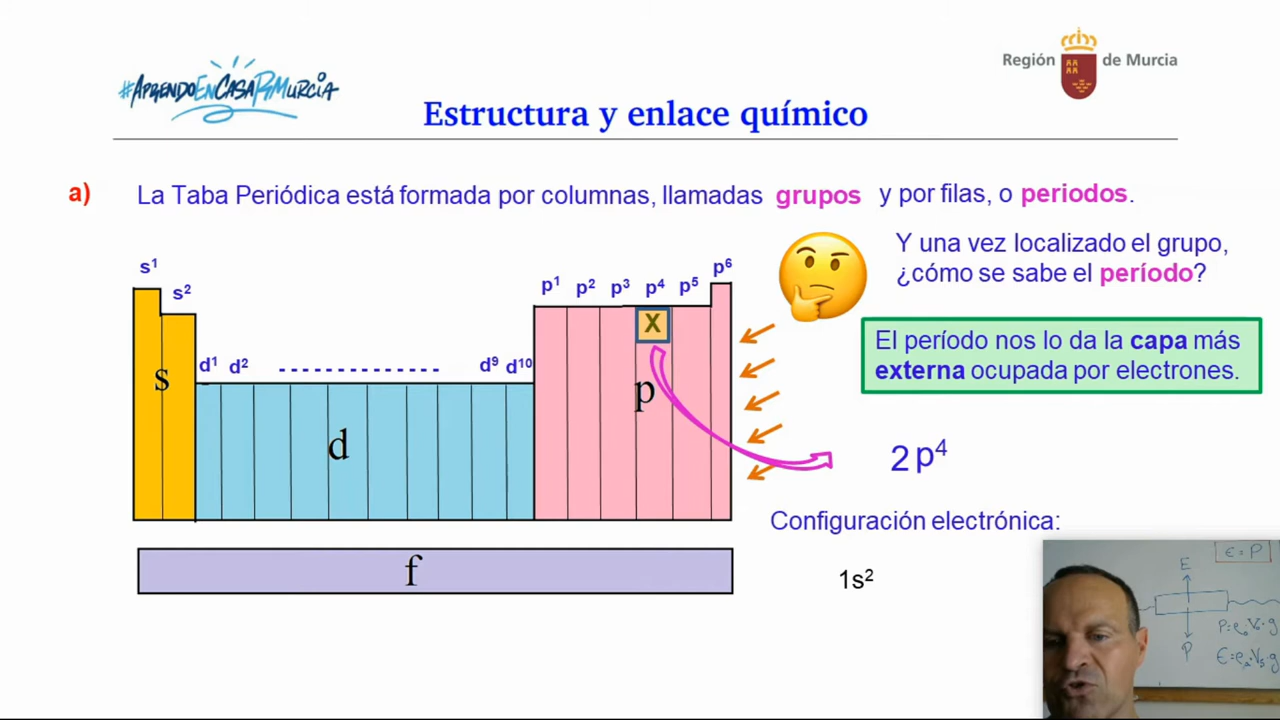 #APRENDOENCASARMURCIA
Región de Murcia
Estructura y enlace químico
a) La Taba Periódica está formada por columnas, llamadas grupos y por filas, o periodos.
Y una vez localizado el grupo,
¿cómo se sabe el período?
El período nos lo da la capa más
externa ocupada por electrones.
s¹
s²
d¹ d² d⁹ d¹⁰
p¹ p² p³ p⁴ p⁵ p⁶
X
s
d
p
f
2p⁴
Configuración electrónica:
1s²
E = P
E
P
P=e₀V₀·g